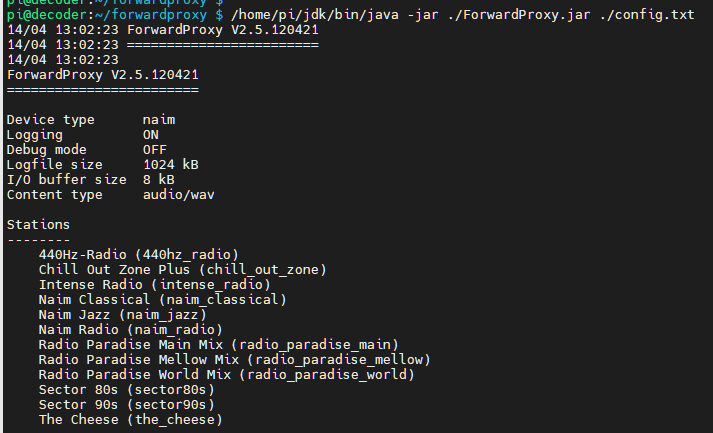 pi@decoder:~/forwardproxy $
pi@decoder:~/forwardproxy $ /home/pi/jdk/bin/java -jar ./ForwardProxy.jar ./config.txt
14/04 13:02:23 ForwardProxy V2.5.120421
14/04 13:02:23 ========================
14/04 13:02:23
ForwardProxy V2.5.120421
========================
Device type      naim
Logging          ON
Debug mode       OFF
Logfile size     1024 kB
I/O buffer size  8 kB
Content type     audio/wav
Stations
--------
    440Hz-Radio (440hz_radio)
    Chill Out Zone Plus (chill_out_zone)
    Intense Radio (intense_radio)
    Naim Classical (naim_classical)
    Naim Jazz (naim_jazz)
    Naim Radio (naim_radio)
    Radio Paradise Main Mix (radio_paradise_main)
    Radio Paradise Mellow Mix (radio_paradise_mellow)
    Radio Paradise World Mix (radio_paradise_world)
    Sector 80s (sector80s)
    Sector 90s (sector90s)
    The Cheese (the_cheese)